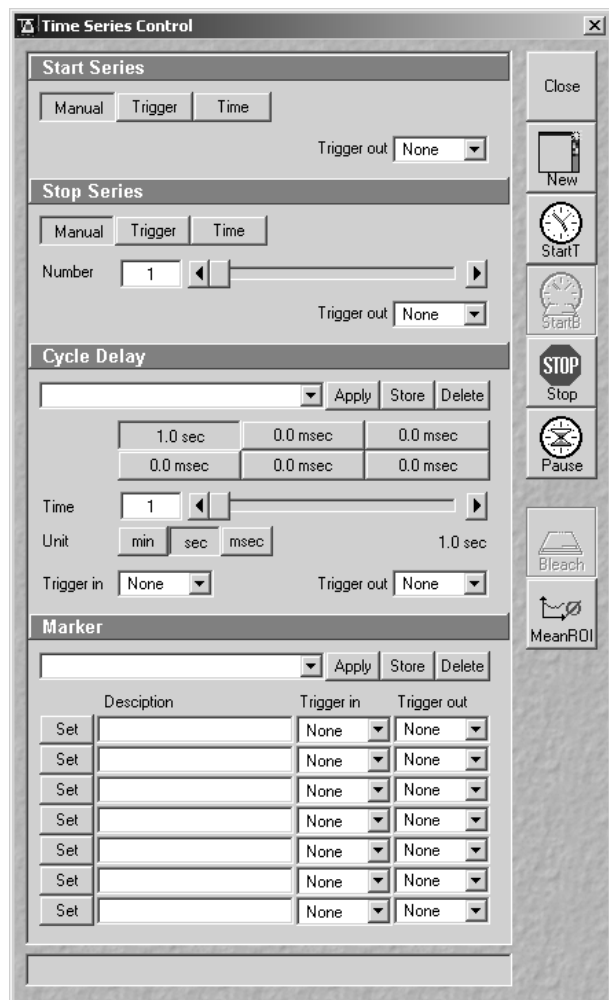 Time Series Control
Start Series
Manual Trigger Time
Trigger out None
Stop Series
Manual Trigger Time
Number 1
Trigger out None
Cycle Delay
Apply Store Delete
1.0 sec 0.0 msec 0.0 msec
0.0 msec 0.0 msec 0.0 msec
Time 1
Unit min sec msec 1.0 sec
Trigger in None Trigger out None
Marker
Apply Store Delete
Desciption Trigger in Trigger out
Set None None
Set None None
Set None None
Set None None
Set None None
Set None None
Set None None
Close
New
StartT
StartB
STOP
Stop
Pause
Bleach
MeanROI